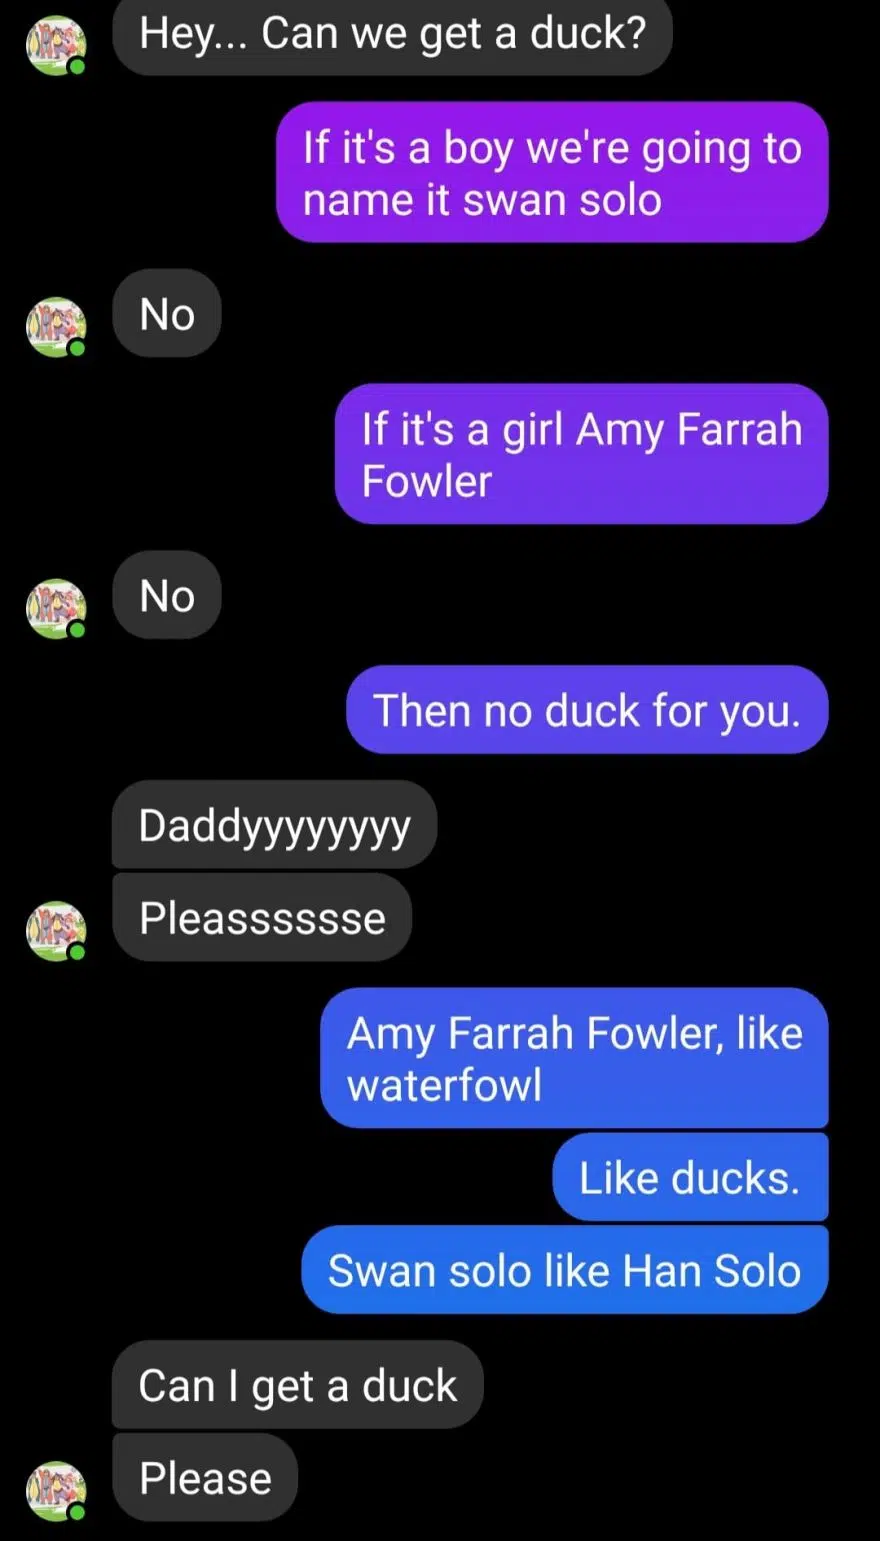 Hey... Can we get a duck?
If it's a boy we're going to
name it swan solo
No
If it's a girl Amy Farrah
Fowler
No
Then no duck for you.
Daddyyyyyyyy
Pleasssssse
Amy Farrah Fowler, like
waterfowl
Like ducks.
Swan solo like Han Solo
Can I get a duck
Please